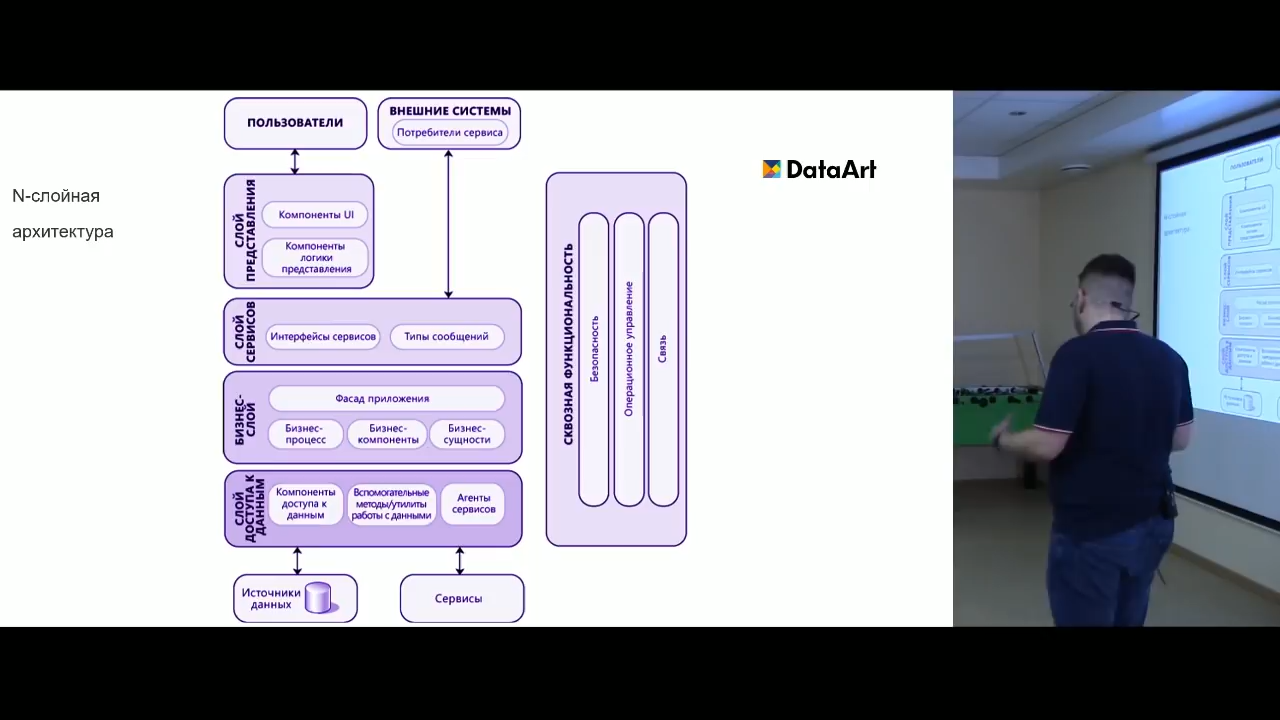 N-слойная
архитектура
ПОЛЬЗОВАТЕЛИ
ВНЕШНИЕ СИСТЕМЫ
Потребители сервиса
СЛОЙ
ПРЕДСТАВЛЕНИЯ
Компоненты UI
Компоненты
логики
представления
СЛОЙ
СЕРВИСОВ
Интерфейсы сервисов
Типы сообщений
БИЗНЕС-
СЛОЙ
Фасад приложения
Бизнес-
процесс
Бизнес-
компоненты
Бизнес-
сущности
СЛОЙ
ДОСТУПА К
ДАННЫМ
Компоненты
доступа к
данным
Вспомогательные
методы/утилиты
работы с данными
Агенты
сервисов
Источники
данных
Сервисы
СКВОЗНАЯ ФУНКЦИОНАЛЬНОСТЬ
Безопасность
Операционное управление
Связь
DataArt